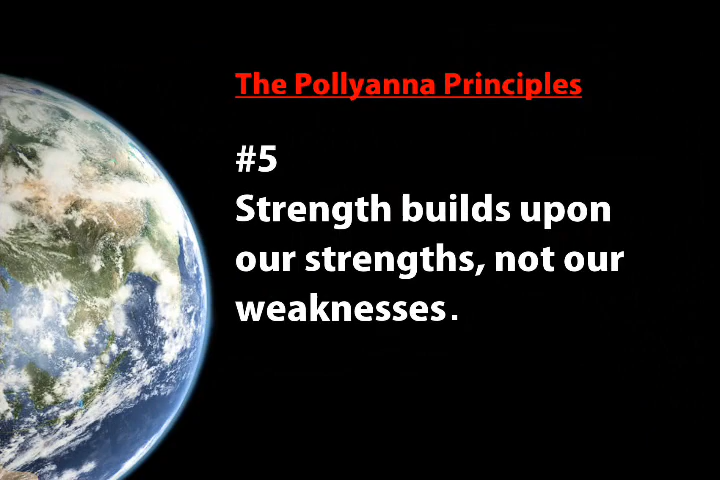 The Pollyanna Principles
#5
Strength builds upon
our strengths, not our
weaknesses.